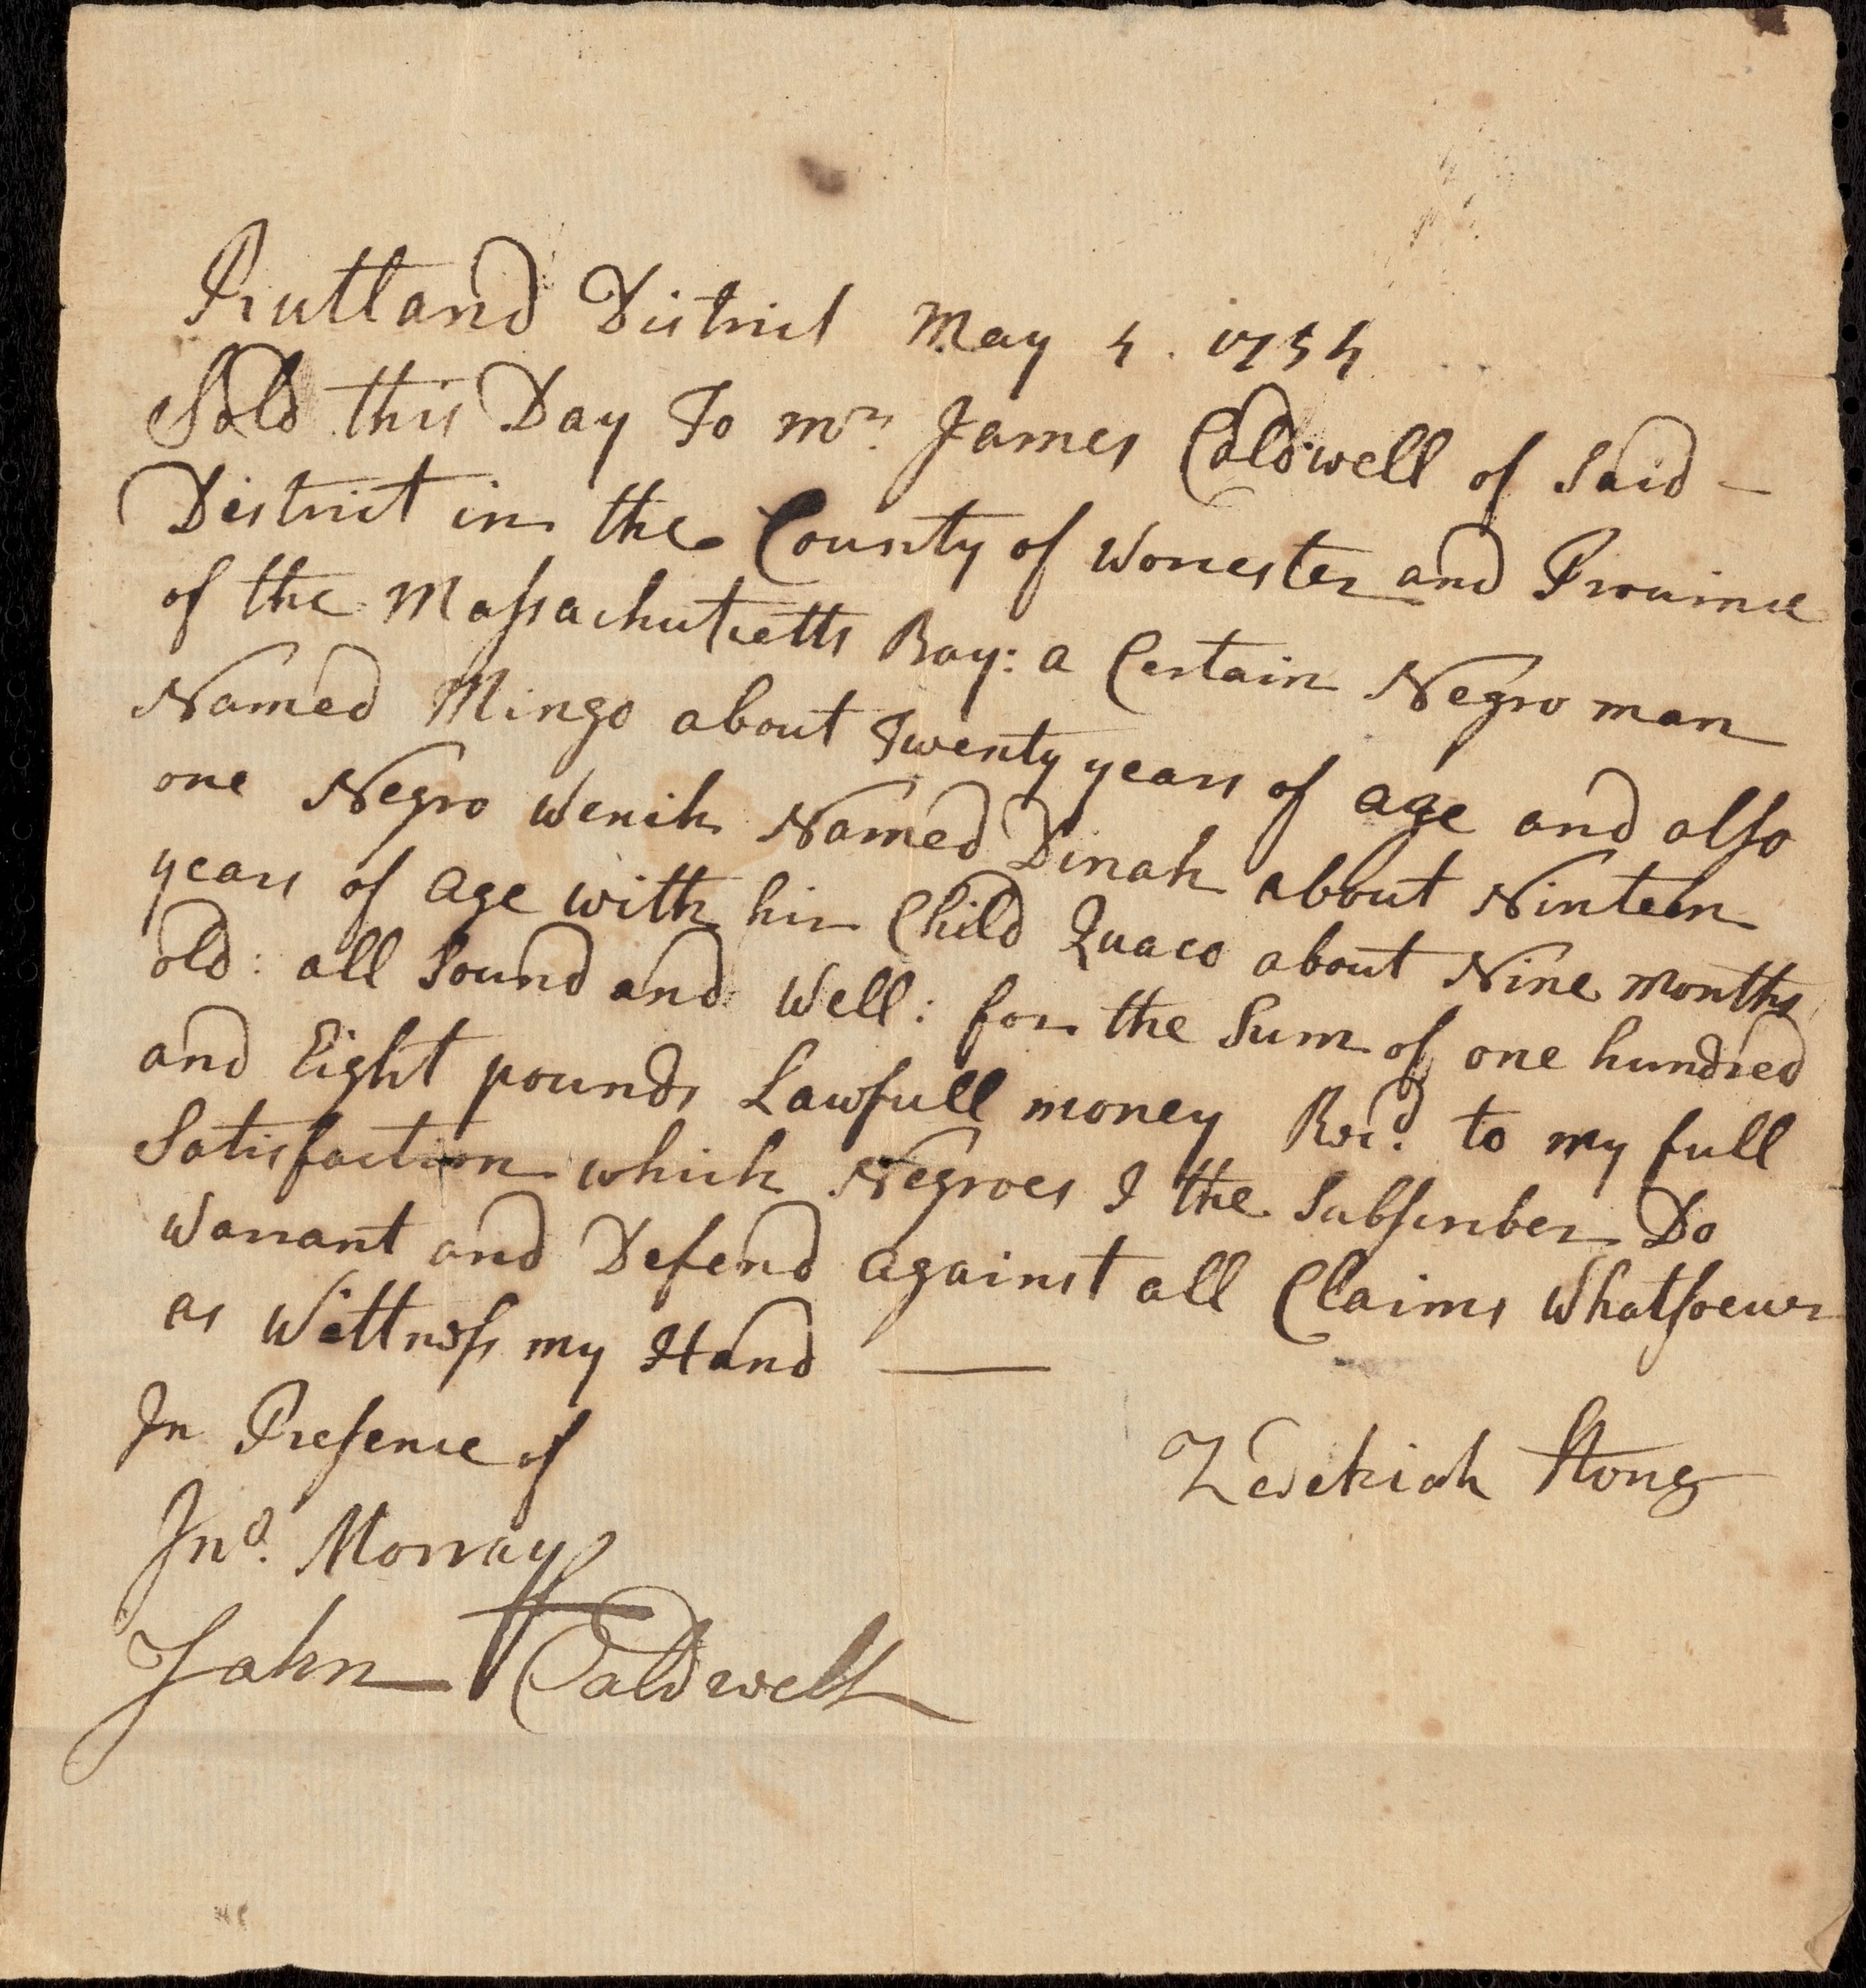 Rutland District May 4. 1754
Sold this Day To Mr. James Caldwell of Said –
District in the County of Worcester and Province
of the Massachusetts Bay: a Certain Negro man
Named Mingo about Twenty years of age and also
one Negro Wench Named Dinah about Ninteen
years of age with hir Child Quaco about Nine months
old: all Sound and Well: for the Sum of one hundred
and Eight pounds Lawfull money Recd. to my full
Satisfaction which Negroes I the Subscriber Do
Warrant and Defend against all Claims Whatsoever
as Wittness my Hand —
In Presence of
Zedekiah Stone
Jno. Morray
John Caldwell